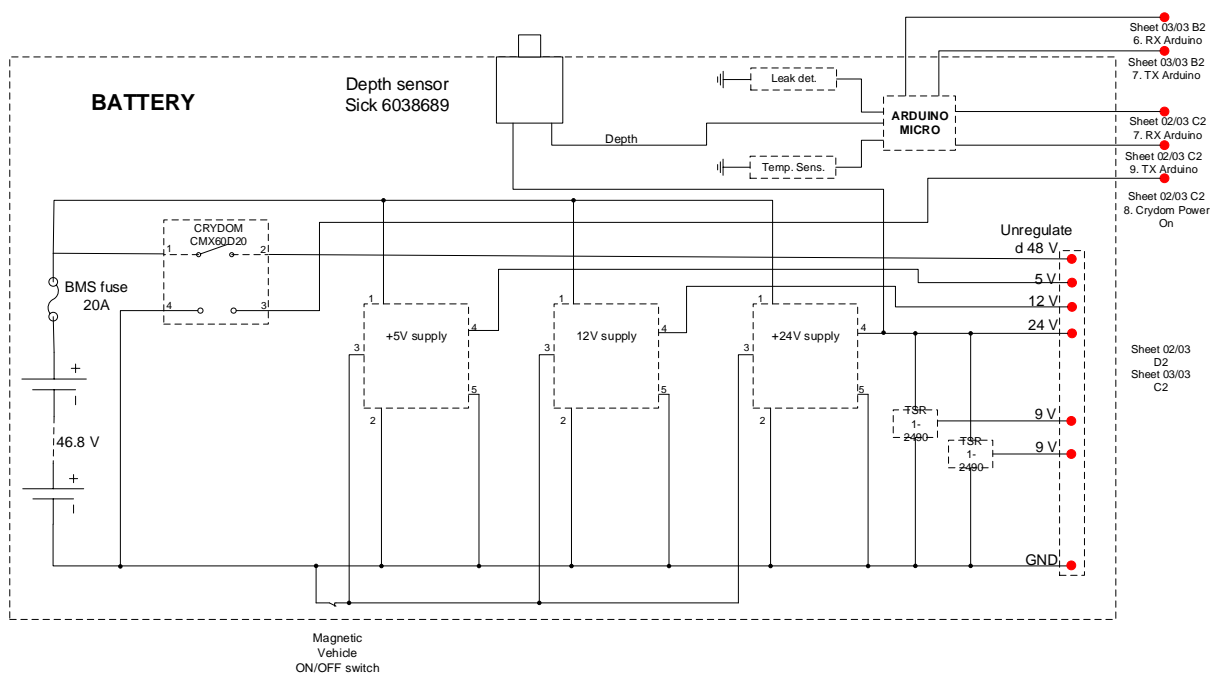 Sheet 03/03 B2
6. RX Arduino
Sheet 03/03 B2
7. TX Arduino
Sheet 02/03 C2
7. RX Arduino
Sheet 02/03 C2
9. TX Arduino
Sheet 02/03 C2
8. Crydom Power
On
BATTERY
Depth sensor
Sick 6038689
Leak det.
ARDUINO
MICRO
Depth
Temp. Sens.
CRYDOM
CMX60D20
1
2
4
3
BMS fuse
20A
+
46.8 V
+
1
+5V supply
3
4
5
2
1
12V supply
3
4
5
2
1
+24V supply
3
4
5
2
Unregulate
d 48 V
5 V
12 V
24 V
Sheet 02/03
D2
Sheet 03/03
C2
TSR
1-
2490
9 V
TSR
1-
2490
9 V
GND
Magnetic
Vehicle
ON/OFF switch